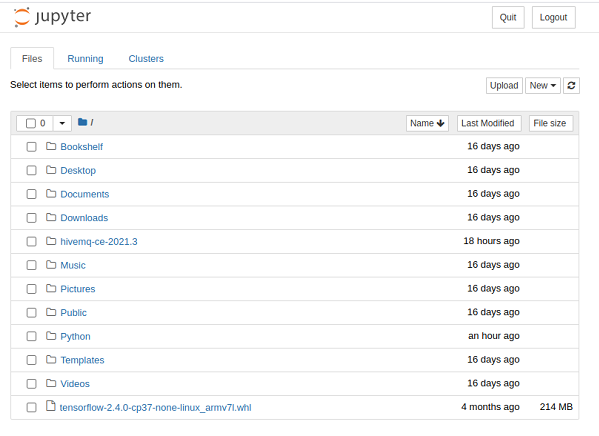 jupyter Quit Logout
Files Running Clusters
Select items to perform actions on them. Upload New
0 / Name Last Modified File size
Bookshelf 16 days ago
Desktop 16 days ago
Documents 16 days ago
Downloads 16 days ago
hivemq-ce-2021.3 18 hours ago
Music 16 days ago
Pictures 16 days ago
Public 16 days ago
Python an hour ago
Templates 16 days ago
Videos 16 days ago
tensorflow-2.4.0-cp37-none-linux_armv7l.whl 4 months ago 214 MB